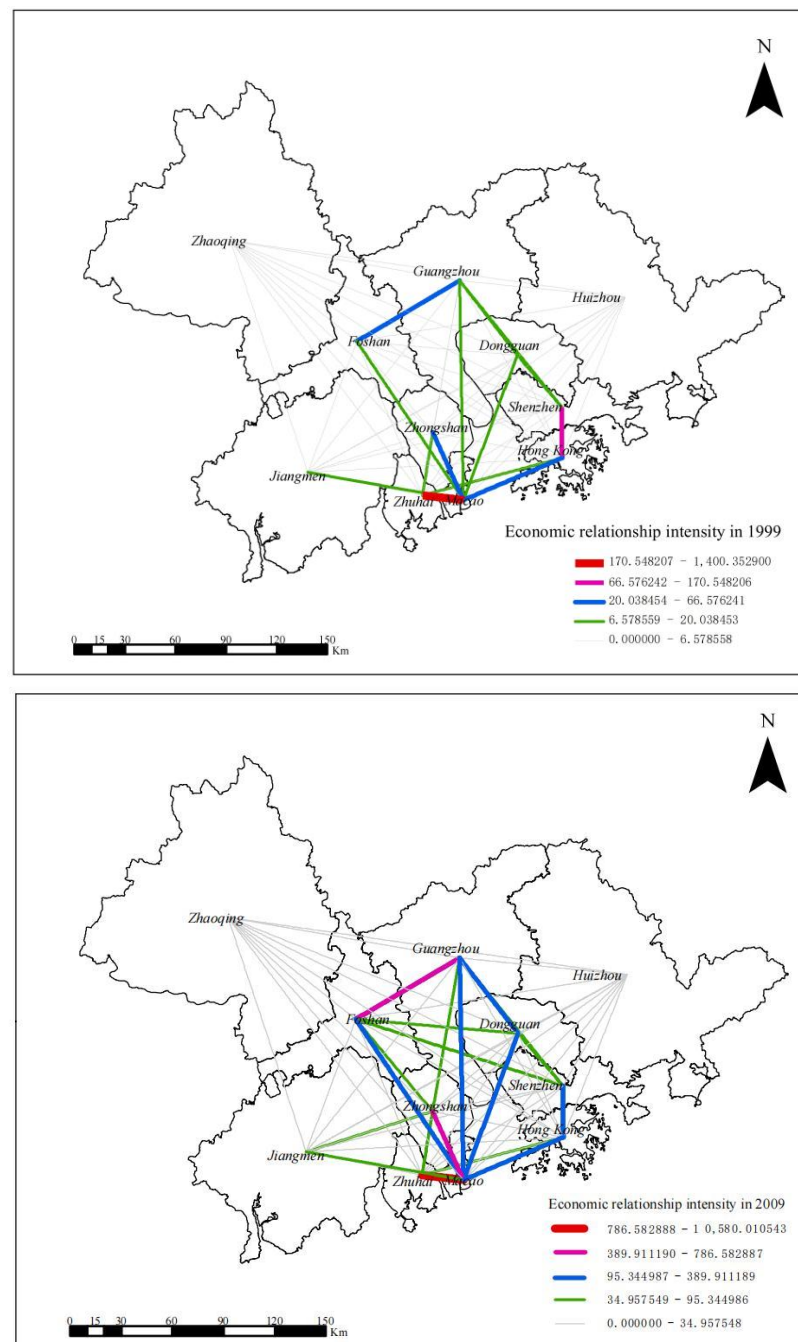 N
Zhaoqing
Guangzhou
Huizhou
Foshan
Dongguan
Shenzhen
Zhongshan
Hong Kong
Jiangmen
Zhuhai
Macao
Economic relationship intensity in 1999
170.548207 - 1,400.352900
66.576242 - 170.548206
20.038454 - 66.576241
6.578559 - 20.038453
0.000000 - 6.578558
0 15 30 60 90 120 150
Km
N
Zhaoqing
Guangzhou
Huizhou
Foshan
Dongguan
Shenzhen
Zhongshan
Hong Kong
Jiangmen
Zhuhai
Macao
Economic relationship intensity in 2009
786.582888 - 1 0,580.010543
389.911190 - 786.582887
95.344987 - 389.911189
34.957549 - 95.344986
0.000000 - 34.957548
0 15 30 60 90 120 150
Km